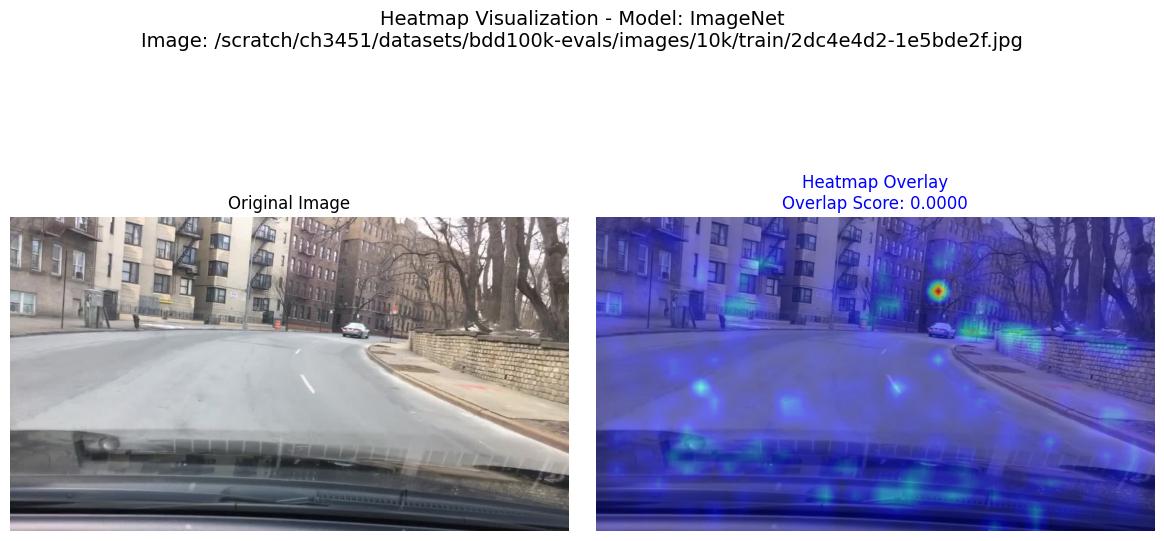 Heatmap Visualization - Model: ImageNet
Image: /scratch/ch3451/datasets/bdd100k-evals/images/10k/train/2dc4e4d2-1e5bde2f.jpg
Original Image
Heatmap Overlay
Overlap Score: 0.0000